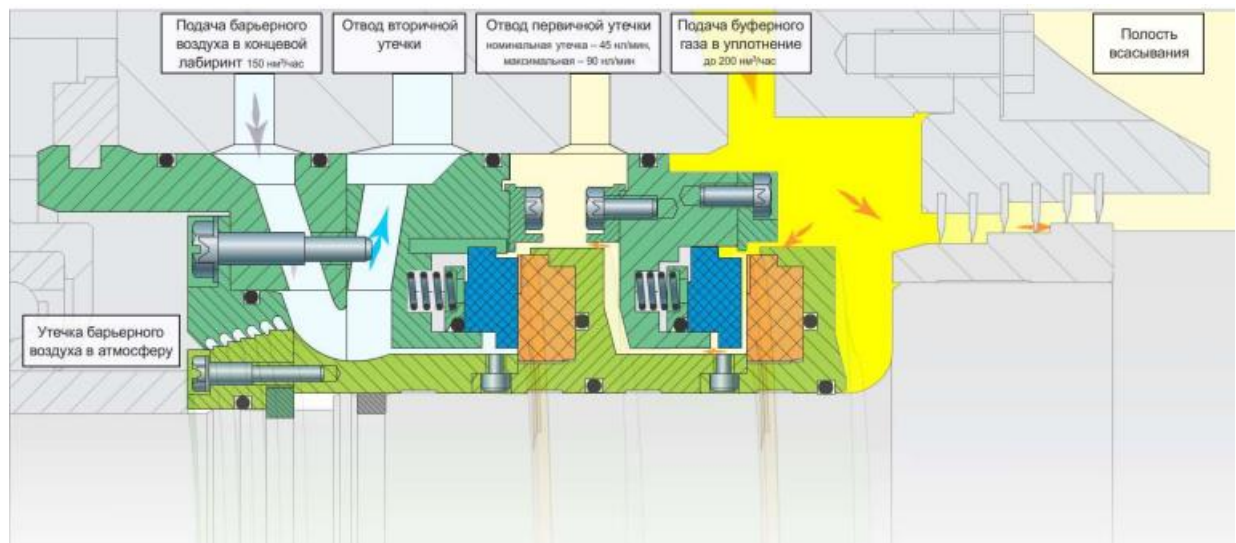 Подача барьерного
воздуха в концевой
лабиринт 150 нм³/час
Отвод вторичной
утечки
Отвод первичной утечки
номинальная утечка – 45 нл/мин,
максимальная – 90 нл/мин
Подача буферного
газа в уплотнение
до 200 нм³/час
Полость
всасывания
Утечка барьерного
воздуха в атмосферу